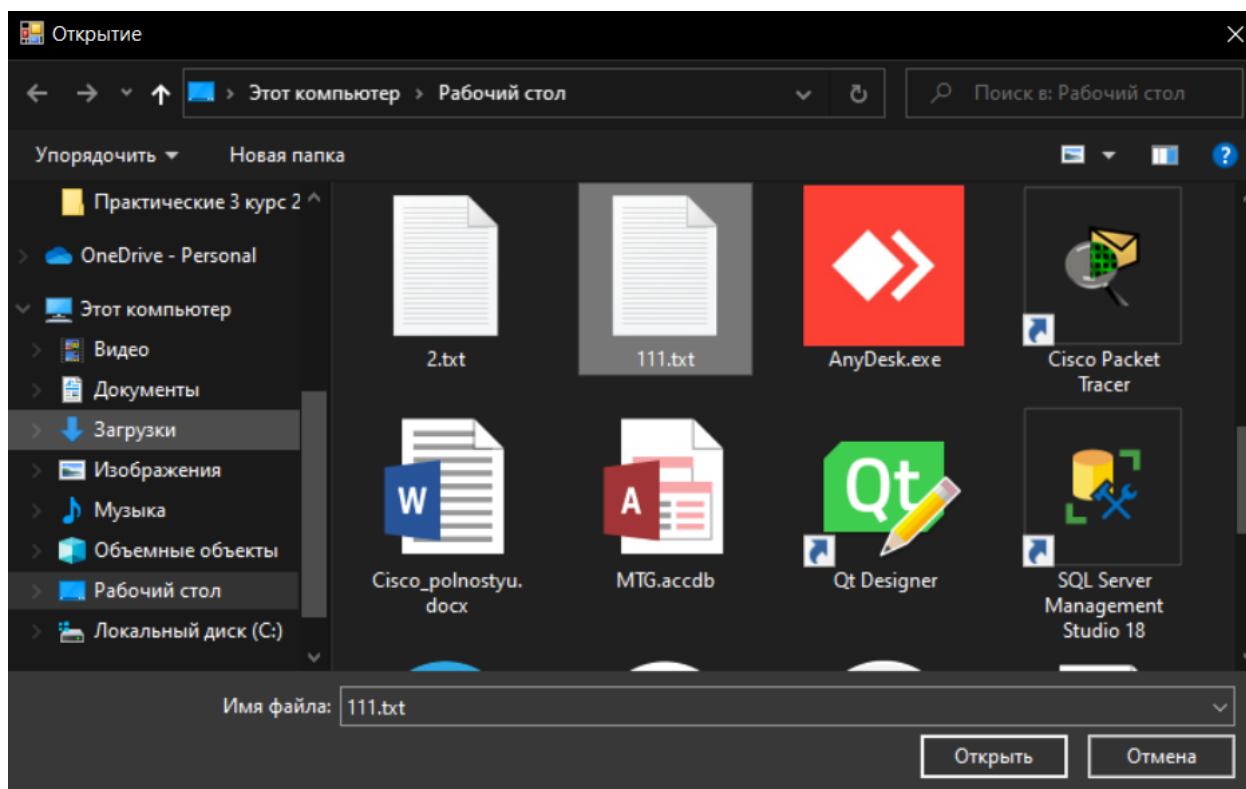 Открытие
Этот компьютер › Рабочий стол
Поиск в: Рабочий стол
Упорядочить
Новая папка
Практические 3 курс 2
OneDrive - Personal
Этот компьютер
Видео
Документы
Загрузки
Изображения
Музыка
Объемные объекты
Рабочий стол
Локальный диск (C:)
2.txt
111.txt
AnyDesk.exe
Cisco Packet
Tracer
W
A
Qt
Cisco_polnostyu.
docx
MTG.accdb
Qt Designer
SQL Server
Management
Studio 18
Имя файла:
111.txt
Открыть
Отмена